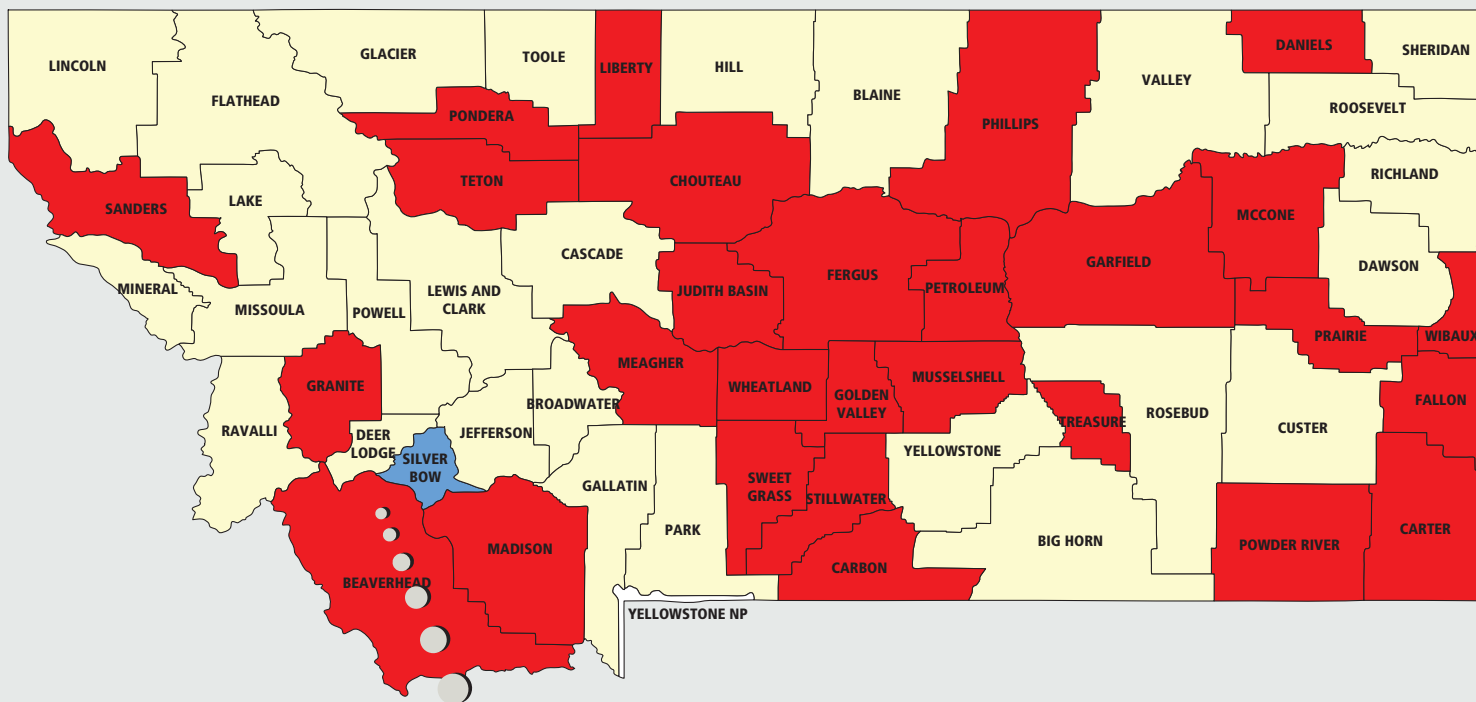 LINCOLN
GLACIER
TOOLE
LIBERTY
HILL
DANIELS
SHERIDAN
FLATHEAD
PONDERA
BLAINE
PHILLIPS
VALLEY
ROOSEVELT
SANDERS
LAKE
TETON
CHOUTEAU
MCCONE
RICHLAND
MINERAL
MISSOULA
POWELL
LEWIS AND
CLARK
CASCADE
JUDITH BASIN
FERGUS
PETROLEUM
GARFIELD
DAWSON
PRAIRIE
WIBAUX
GRANITE
MEAGHER
WHEATLAND
GOLDEN
VALLEY
MUSSELSHELL
TREASURE
ROSEBUD
CUSTER
FALLON
RAVALLI
DEER
LODGE
SILVER
BOW
JEFFERSON
BROADWATER
GALLATIN
PARK
SWEET
GRASS
STILLWATER
YELLOWSTONE
BIG HORN
POWDER RIVER
CARTER
BEAVERHEAD
MADISON
CARBON
YELLOWSTONE NP